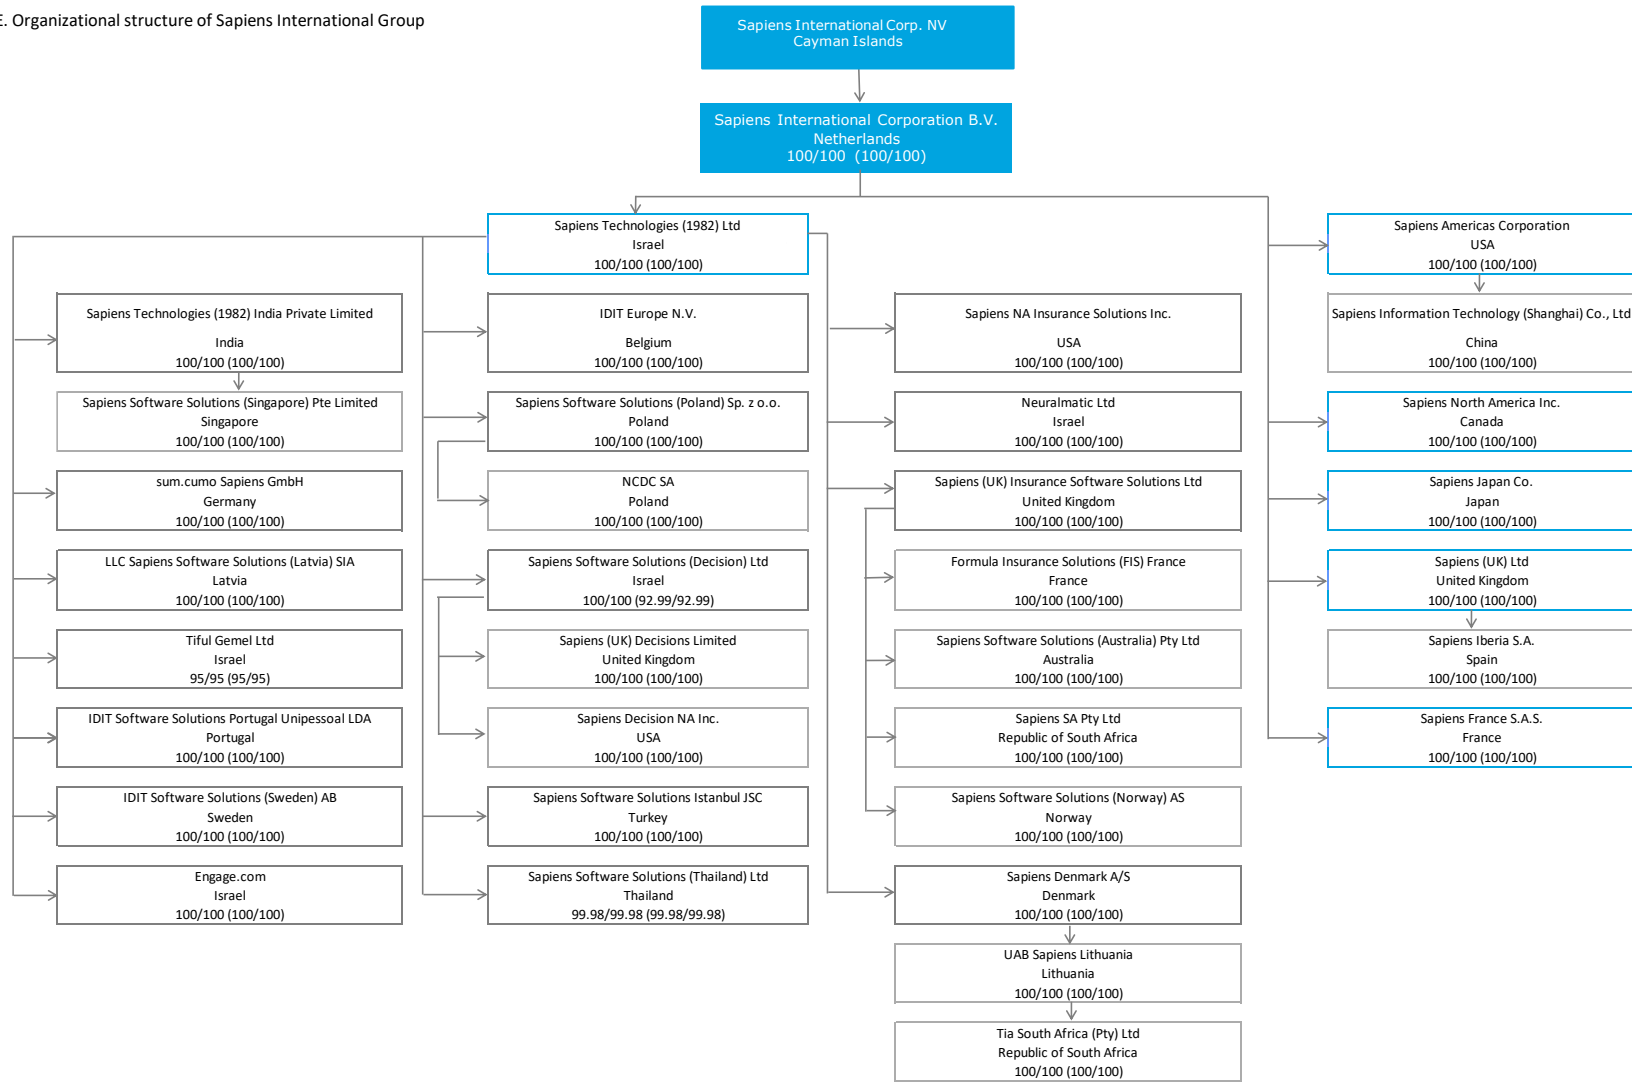 E. Organizational structure of Sapiens International Group
Sapiens International Corp. NV
Cayman Islands
Sapiens International Corporation B.V.
Netherlands
100/100 (100/100)
Sapiens Technologies (1982) Ltd
Israel
100/100 (100/100)
Sapiens Americas Corporation
USA
100/100 (100/100)
Sapiens Technologies (1982) India Private Limited
India
100/100 (100/100)
IDIT Europe N.V.
Belgium
100/100 (100/100)
Sapiens NA Insurance Solutions Inc.
USA
100/100 (100/100)
Sapiens Information Technology (Shanghai) Co., Ltd
China
100/100 (100/100)
Sapiens Software Solutions (Singapore) Pte Limited
Singapore
100/100 (100/100)
Sapiens Software Solutions (Poland) Sp. z o.o.
Poland
100/100 (100/100)
Neuralmatic Ltd
Israel
100/100 (100/100)
Sapiens North America Inc.
Canada
100/100 (100/100)
sum.cumo Sapiens GmbH
Germany
100/100 (100/100)
NCDC SA
Poland
100/100 (100/100)
Sapiens (UK) Insurance Software Solutions Ltd
United Kingdom
100/100 (100/100)
Sapiens Japan Co.
Japan
100/100 (100/100)
LLC Sapiens Software Solutions (Latvia) SIA
Latvia
100/100 (100/100)
Sapiens Software Solutions (Decision) Ltd
Israel
100/100 (92.99/92.99)
Formula Insurance Solutions (FIS) France
France
100/100 (100/100)
Sapiens (UK) Ltd
United Kingdom
100/100 (100/100)
Tiful Gemel Ltd
Israel
95/95 (95/95)
Sapiens (UK) Decisions Limited
United Kingdom
100/100 (100/100)
Sapiens Software Solutions (Australia) Pty Ltd
Australia
100/100 (100/100)
Sapiens Iberia S.A.
Spain
100/100 (100/100)
IDIT Software Solutions Portugal Unipessoal LDA
Portugal
100/100 (100/100)
Sapiens Decision NA Inc.
USA
100/100 (100/100)
Sapiens SA Pty Ltd
Republic of South Africa
100/100 (100/100)
Sapiens France S.A.S.
France
100/100 (100/100)
IDIT Software Solutions (Sweden) AB
Sweden
100/100 (100/100)
Sapiens Software Solutions Istanbul JSC
Turkey
100/100 (100/100)
Sapiens Software Solutions (Norway) AS
Norway
100/100 (100/100)
Engage.com
Israel
100/100 (100/100)
Sapiens Software Solutions (Thailand) Ltd
Thailand
99.98/99.98 (99.98/99.98)
Sapiens Denmark A/S
Denmark
100/100 (100/100)
UAB Sapiens Lithuania
Lithuania
100/100 (100/100)
Tia South Africa (Pty) Ltd
Republic of South Africa
100/100 (100/100)